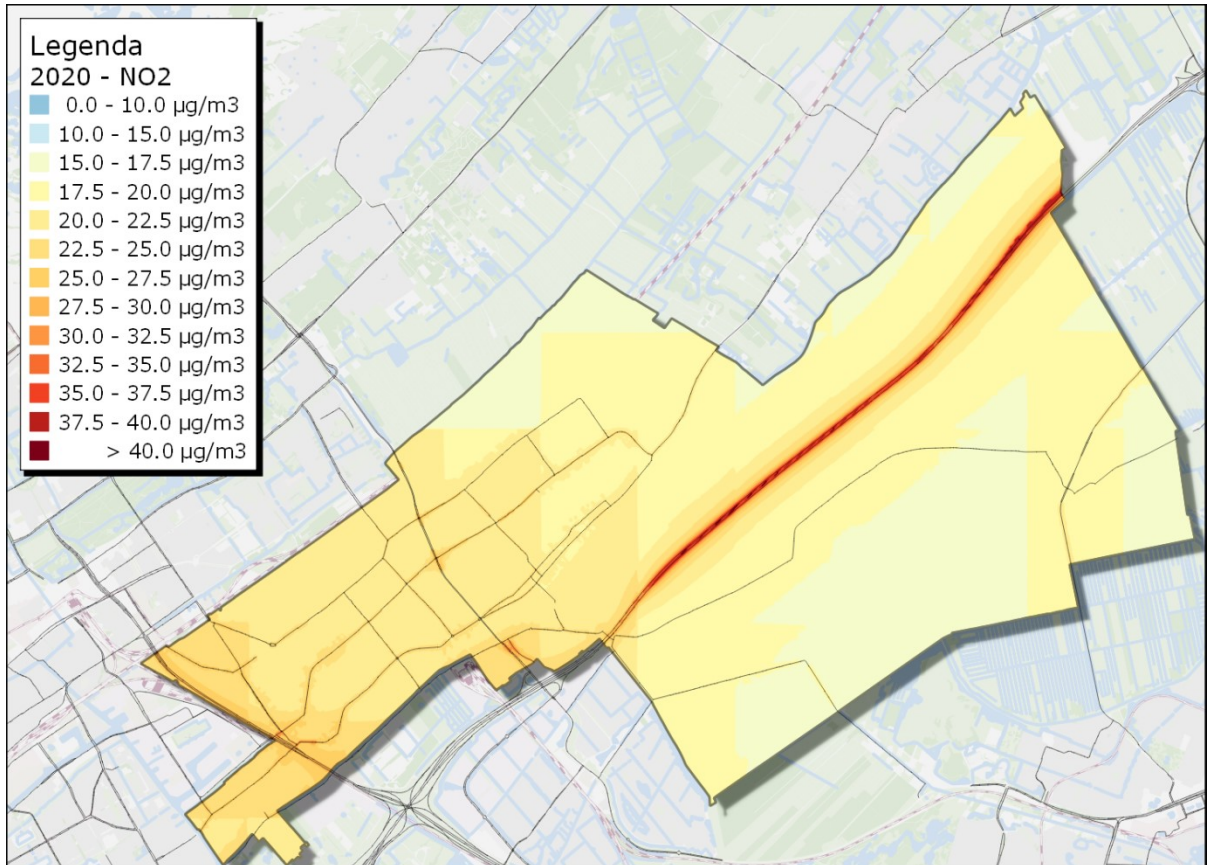 Legenda
2020 - NO2
0.0 - 10.0 µg/m3
10.0 - 15.0 µg/m3
15.0 - 17.5 µg/m3
17.5 - 20.0 µg/m3
20.0 - 22.5 µg/m3
22.5 - 25.0 µg/m3
25.0 - 27.5 µg/m3
27.5 - 30.0 µg/m3
30.0 - 32.5 µg/m3
32.5 - 35.0 µg/m3
35.0 - 37.5 µg/m3
37.5 - 40.0 µg/m3
> 40.0 µg/m3